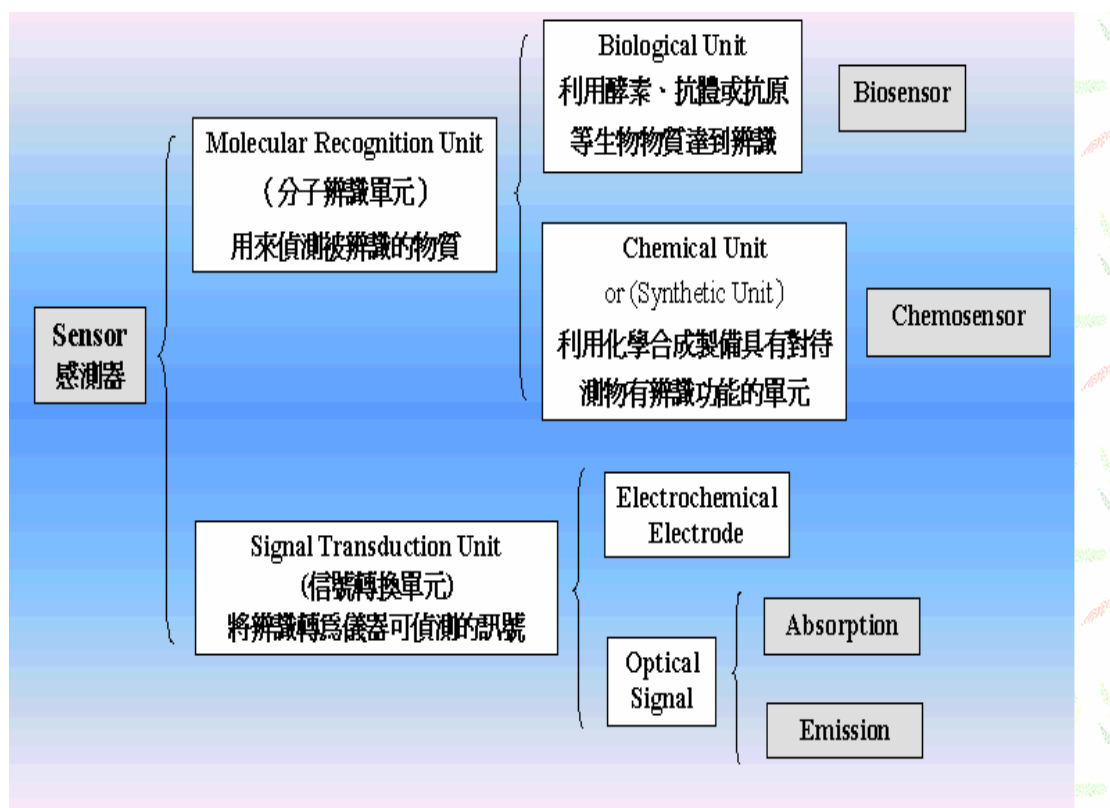 Sensor
感測器
Molecular Recognition Unit
(分子辨識單元)
用來偵測被辨識的物質
Biological Unit
利用酵素、抗體或抗原
等生物物質達到辨識
Biosensor
Chemical Unit
or (Synthetic Unit)
利用化學合成製備具有對待
測物有辨識功能的單元
Chemosensor
Signal Transduction Unit
(信號轉換單元)
將辨識轉為儀器可偵測的訊號
Electrochemical
Electrode
Optical
Signal
Absorption
Emission